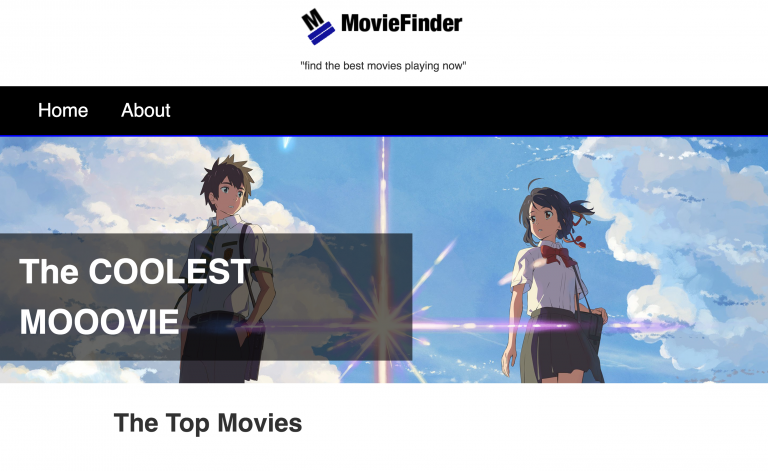 M
MovieFinder
"find the best movies playing now"
Home About
The COOLEST
MOOOVIE
The Top Movies